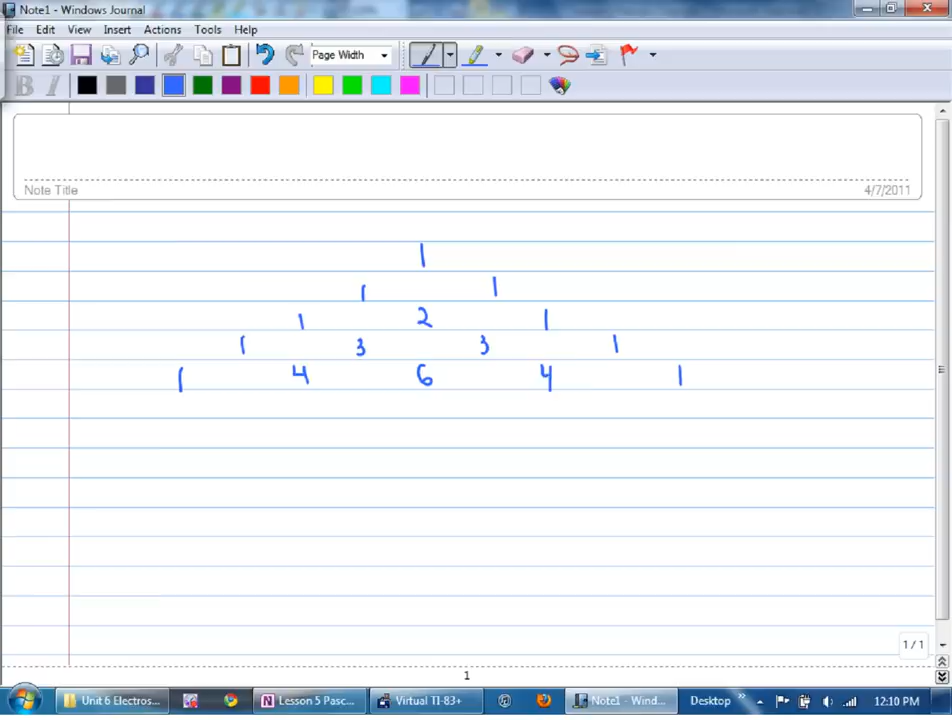 Note1 - Windows Journal
File Edit View Insert Actions Tools Help
Page Width
B I
Note Title 4/7/2011
1
1 1
1 2 1
1 3 3 1
1 4 6 4 1
1 / 1
1
Unit 6 Electros... Lesson 5 Pasc... Virtual TI-83+ Note1 - Wind... Desktop » 12:10 PM